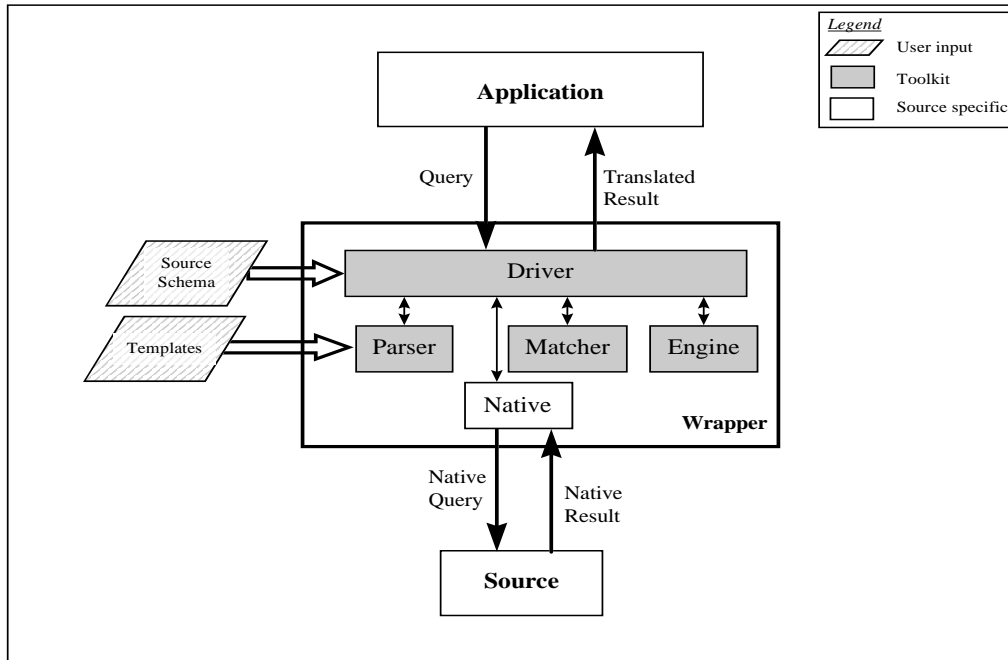 Legend
User input
Toolkit
Source specific
Application
Query
Translated
Result
Source
Schema
Driver
Templates
Parser
Matcher
Engine
Native
Wrapper
Native
Query
Native
Result
Source